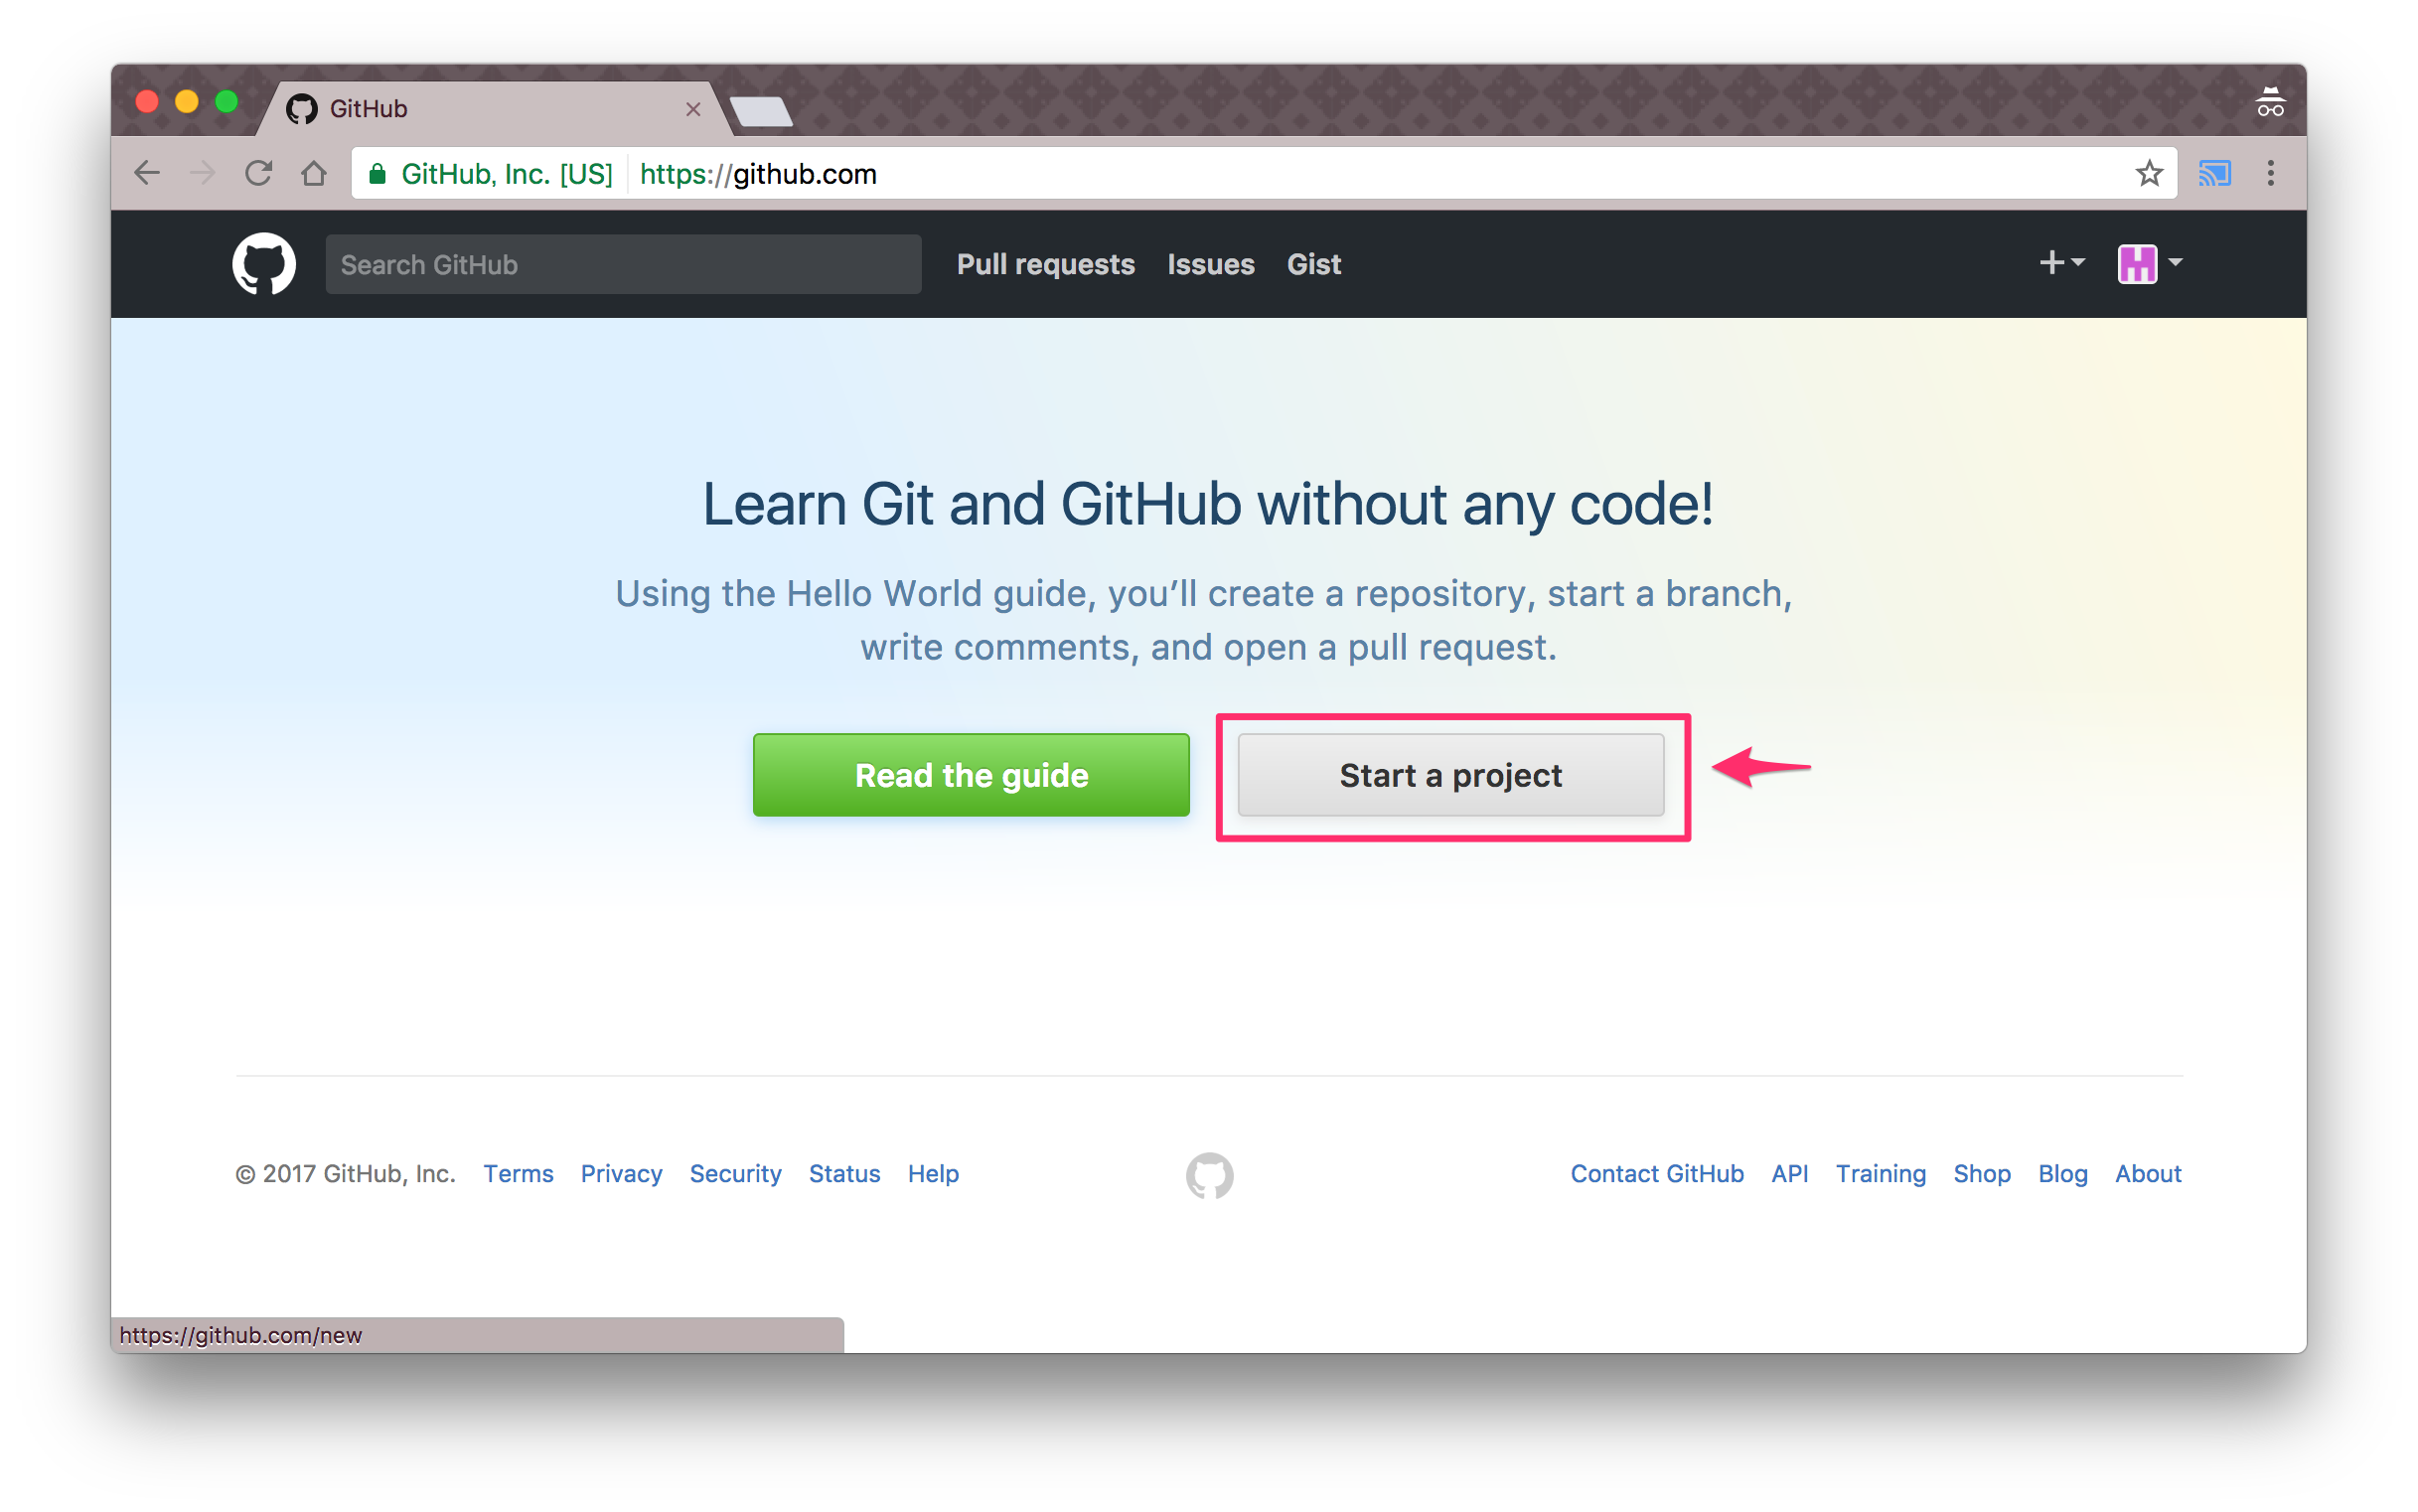 GitHub
GitHub, Inc. [US] https://github.com
Search GitHub Pull requests Issues Gist
Learn Git and GitHub without any code!
Using the Hello World guide, you’ll create a repository, start a branch,
write comments, and open a pull request.
Read the guide Start a project
© 2017 GitHub, Inc. Terms Privacy Security Status Help Contact GitHub API Training Shop Blog About
https://github.com/new